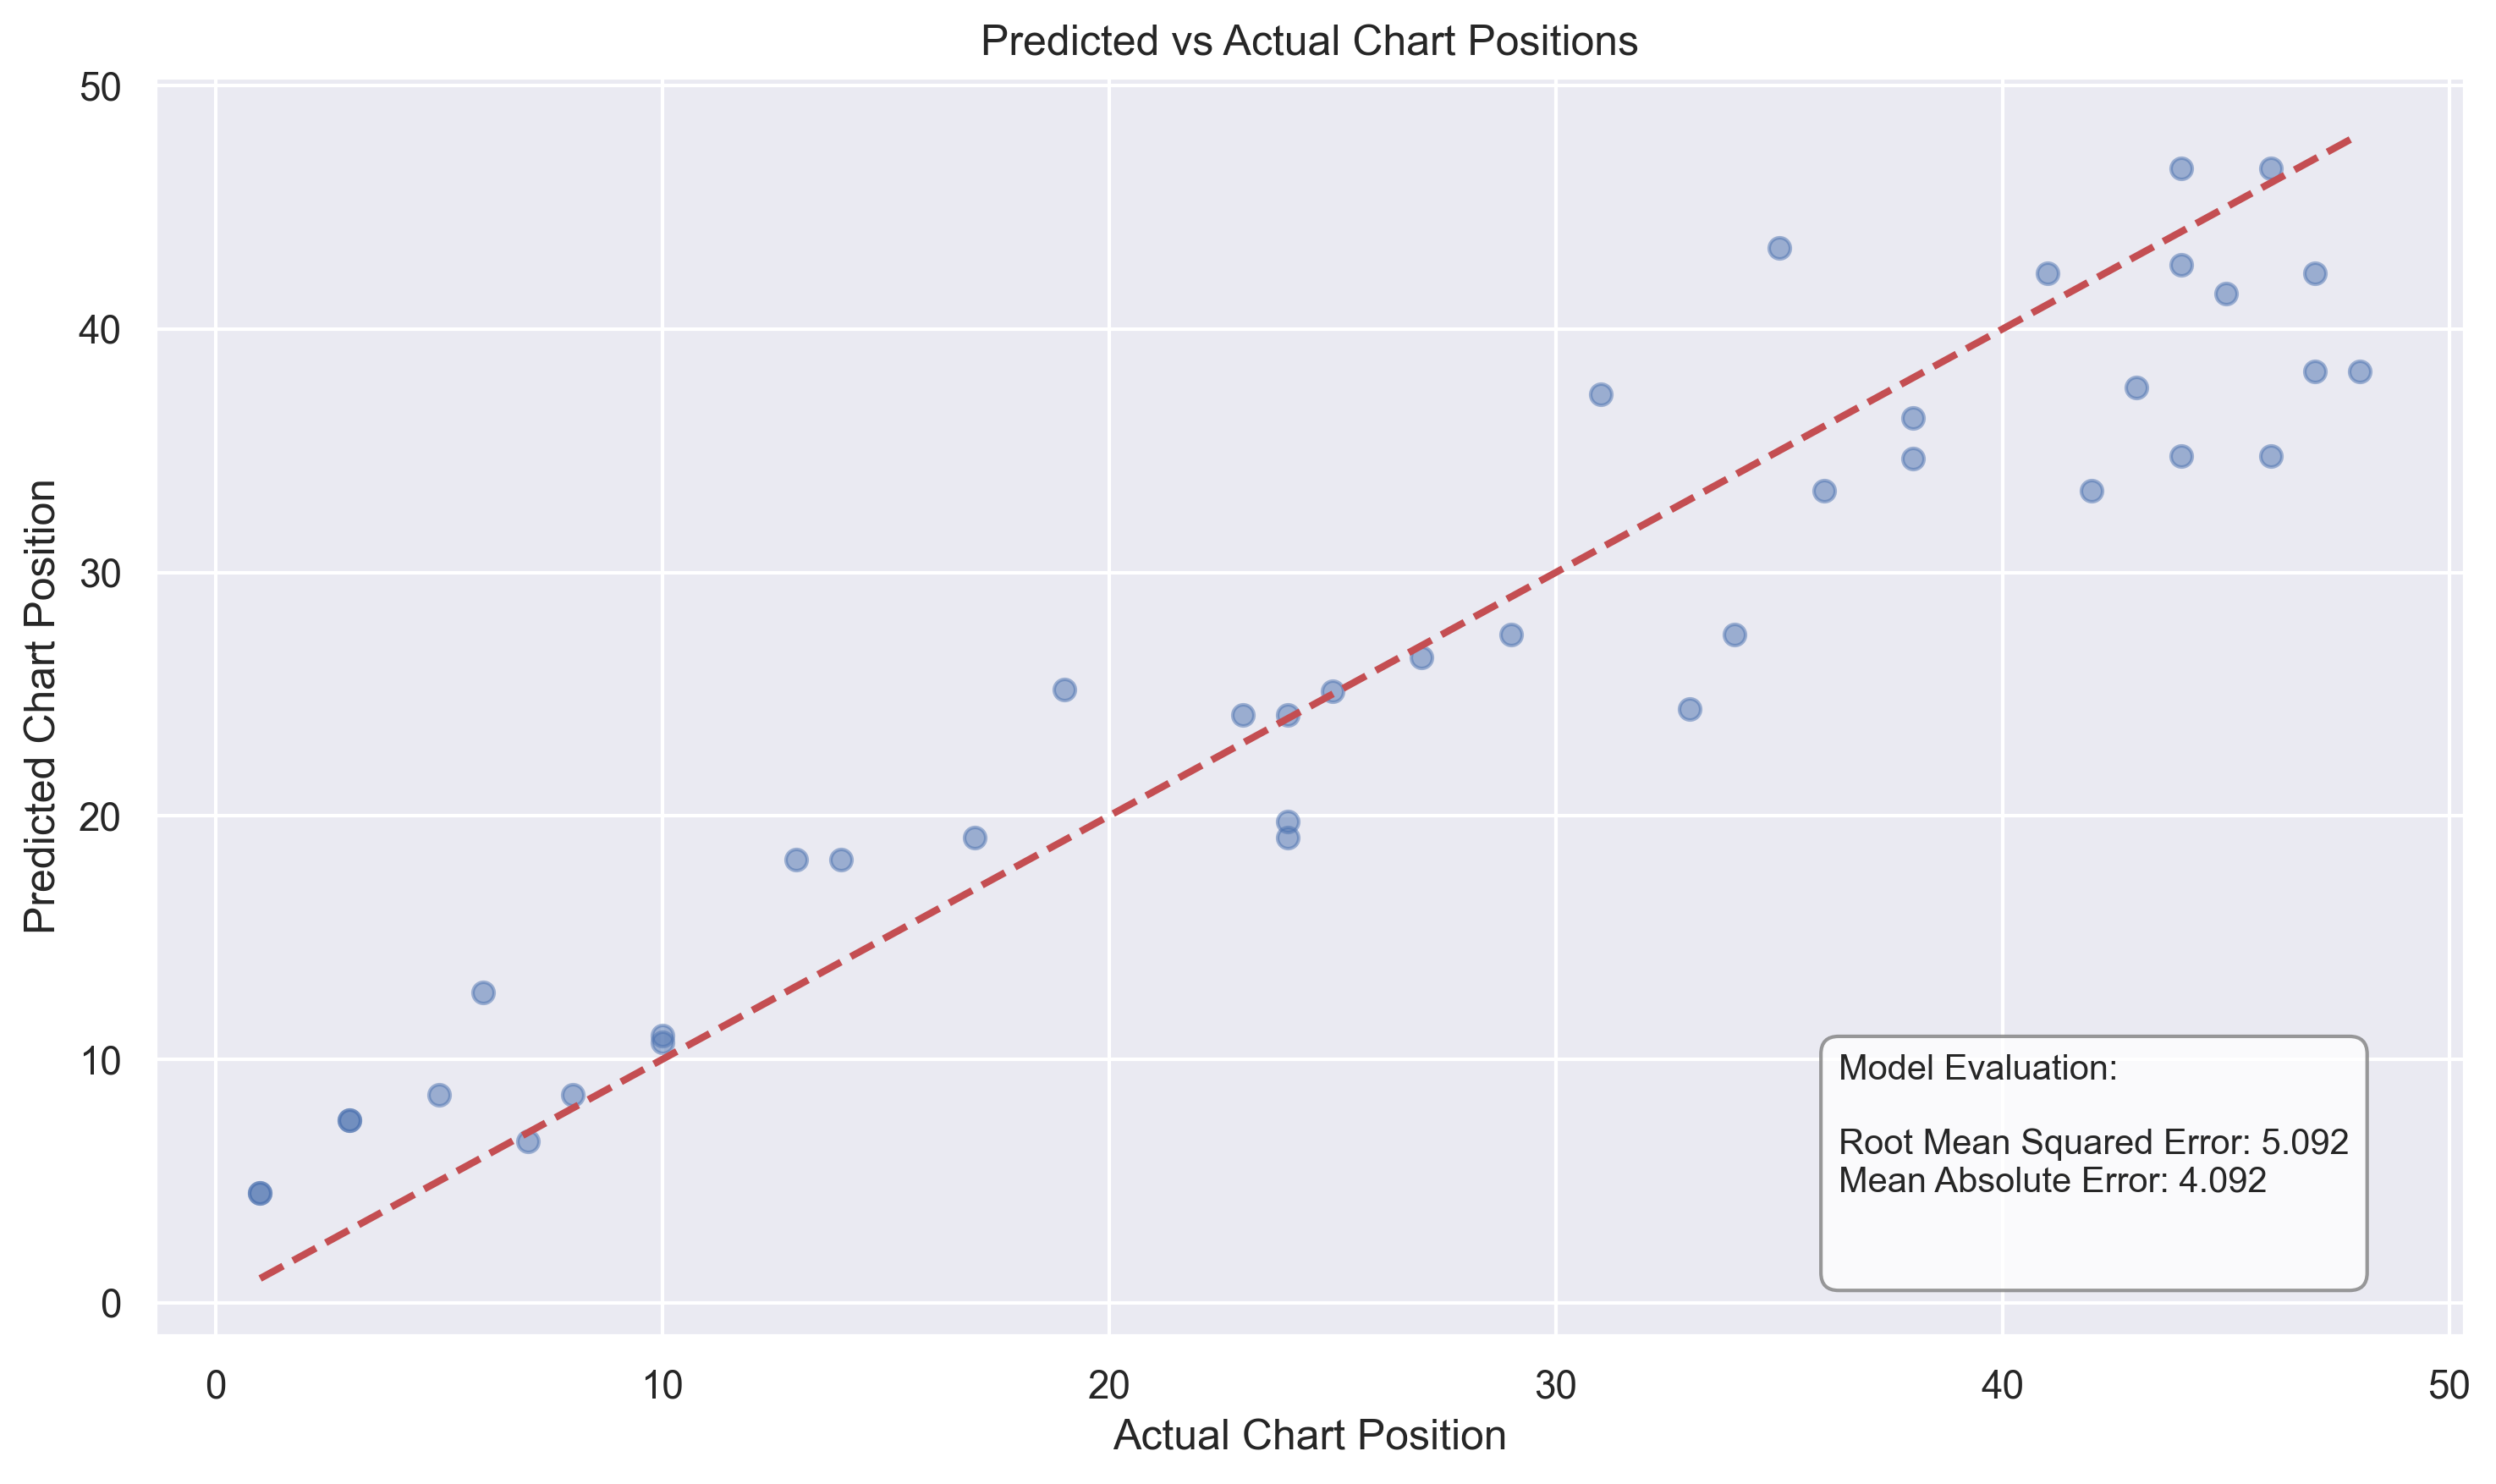 Predicted vs Actual Chart Positions
50
40
30
20
10
0
Predicted Chart Position
Model Evaluation:
Root Mean Squared Error: 5.092
Mean Absolute Error: 4.092
0 10 20 30 40 50
Actual Chart Position